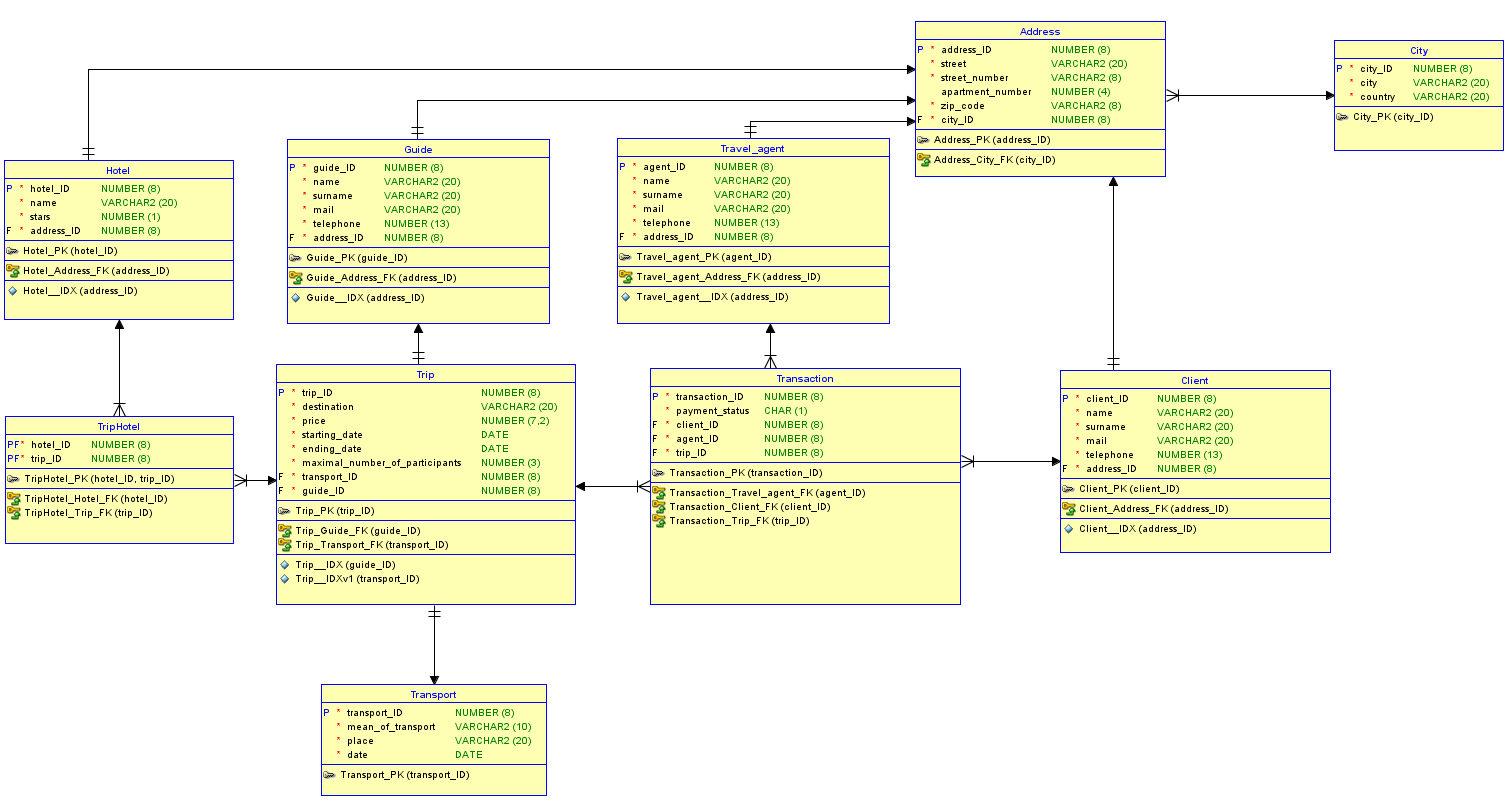 Address
P * address_ID NUMBER (8)
* street VARCHAR2 (20)
* street_number VARCHAR2 (8)
apartment_number NUMBER (4)
* zip_code VARCHAR2 (8)
F * city_ID NUMBER (8)
Address_PK (address_ID)
Address_City_FK (city_ID)
City
P * city_ID NUMBER (8)
* city VARCHAR2 (20)
* country VARCHAR2 (20)
City_PK (city_ID)
Hotel
P * hotel_ID NUMBER (8)
* name VARCHAR2 (20)
* stars NUMBER (1)
F * address_ID NUMBER (8)
Hotel_PK (hotel_ID)
Hotel_Address_FK (address_ID)
Hotel__IDX (address_ID)
Guide
P * guide_ID NUMBER (8)
* name VARCHAR2 (20)
* surname VARCHAR2 (20)
* mail VARCHAR2 (20)
* telephone NUMBER (13)
F * address_ID NUMBER (8)
Guide_PK (guide_ID)
Guide_Address_FK (address_ID)
Guide__IDX (address_ID)
Travel_agent
P * agent_ID NUMBER (8)
* name VARCHAR2 (20)
* surname VARCHAR2 (20)
* mail VARCHAR2 (20)
* telephone NUMBER (13)
F * address_ID NUMBER (8)
Travel_agent_PK (agent_ID)
Travel_agent_Address_FK (address_ID)
Travel_agent__IDX (address_ID)
TripHotel
PF* hotel_ID NUMBER (8)
PF* trip_ID NUMBER (8)
TripHotel_PK (hotel_ID, trip_ID)
TripHotel_Hotel_FK (hotel_ID)
TripHotel_Trip_FK (trip_ID)
Trip
P * trip_ID NUMBER (8)
* destination VARCHAR2 (20)
* price NUMBER (7,2)
* starting_date DATE
* ending_date DATE
* maximal_number_of_participants NUMBER (3)
F * transport_ID NUMBER (8)
F * guide_ID NUMBER (8)
Trip_PK (trip_ID)
Trip_Guide_FK (guide_ID)
Trip_Transport_FK (transport_ID)
Trip__IDX (guide_ID)
Trip__IDXv1 (transport_ID)
Transaction
P * transaction_ID NUMBER (8)
* payment_status CHAR (1)
F * client_ID NUMBER (8)
F * agent_ID NUMBER (8)
F * trip_ID NUMBER (8)
Transaction_PK (transaction_ID)
Transaction_Travel_agent_FK (agent_ID)
Transaction_Client_FK (client_ID)
Transaction_Trip_FK (trip_ID)
Client
P * client_ID NUMBER (8)
* name VARCHAR2 (20)
* surname VARCHAR2 (20)
* mail VARCHAR2 (20)
* telephone NUMBER (13)
F * address_ID NUMBER (8)
Client_PK (client_ID)
Client_Address_FK (address_ID)
Client__IDX (address_ID)
Transport
P * transport_ID NUMBER (8)
* mean_of_transport VARCHAR2 (10)
* place VARCHAR2 (20)
* date DATE
Transport_PK (transport_ID)